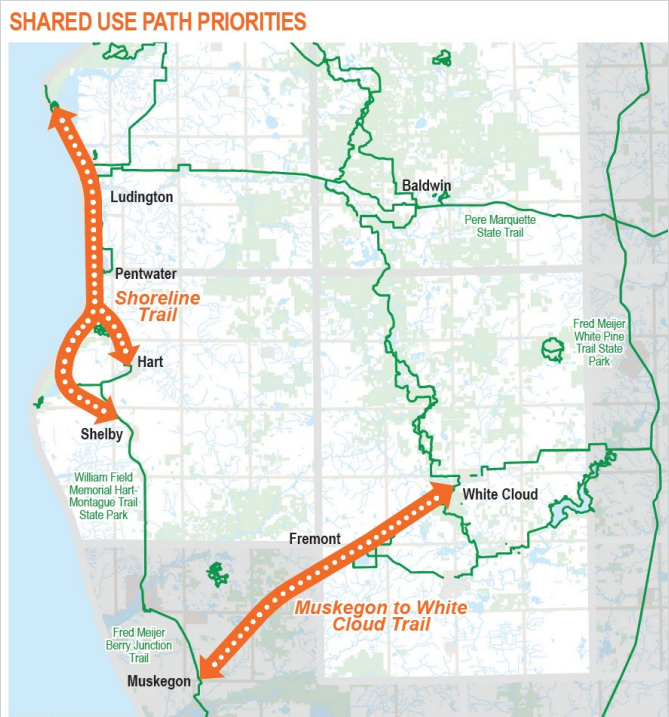 SHARED USE PATH PRIORITIES
Baldwin
Ludington
Pere Marquette
State Trail
Pentwater
Shoreline
Trail
Fred Meijer
White Pine
Trail State
Park
Hart
Shelby
William Field
Memorial Hart-
Montague Trail
State Park
White Cloud
Fremont
Muskegon to White
Cloud Trail
Fred Meijer
Berry Junction
Trail
Muskegon